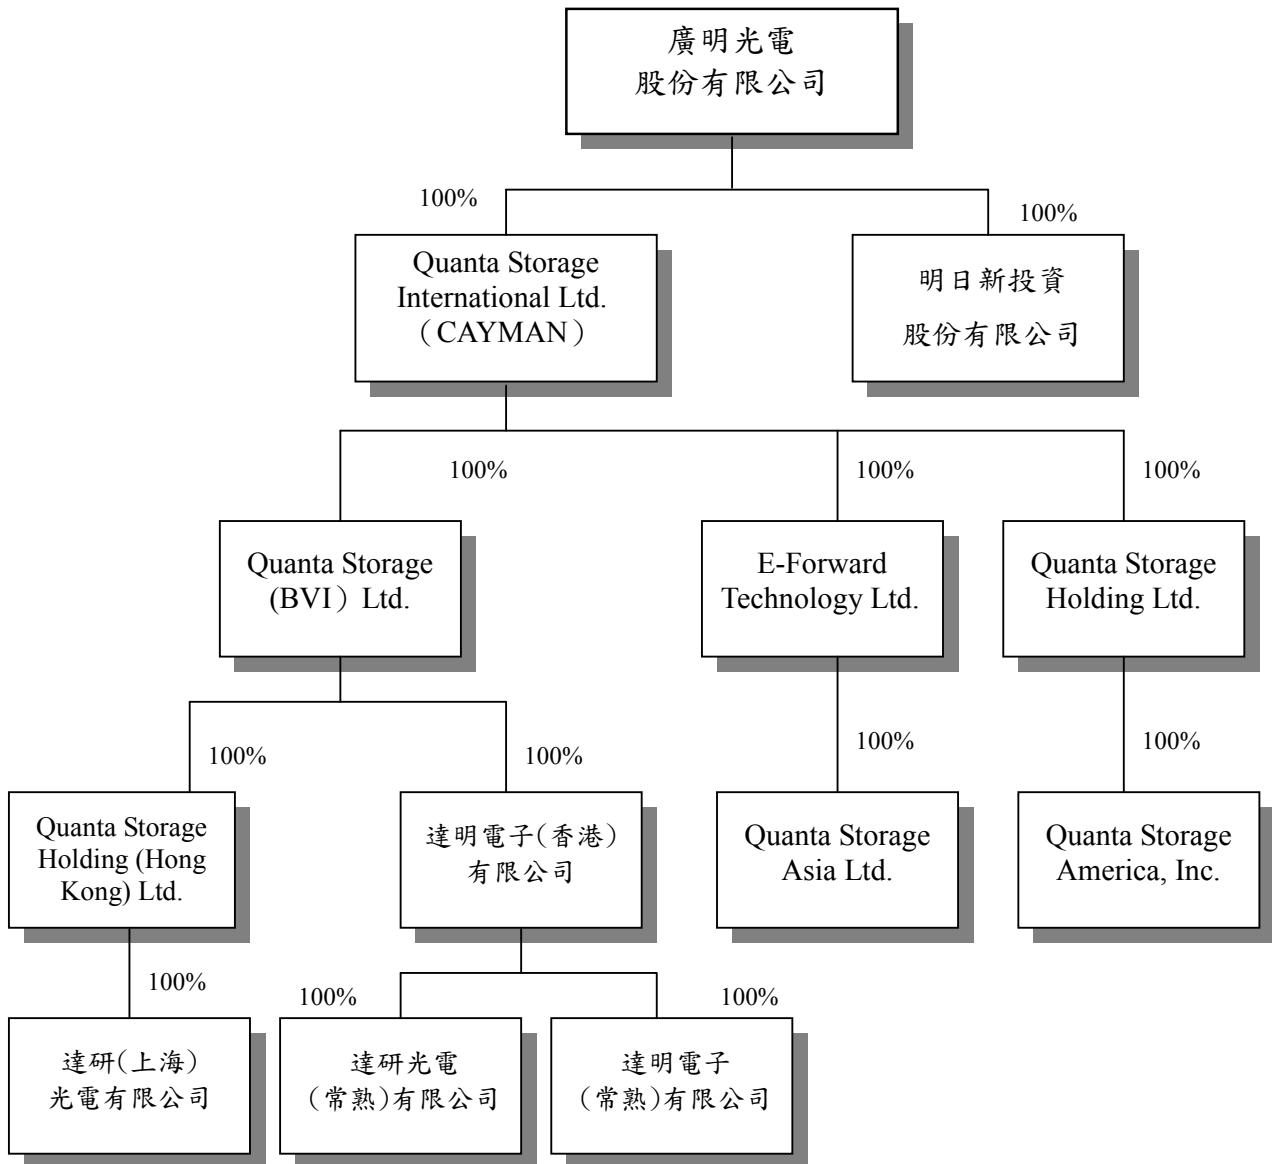 廣明光電
股份有限公司
100%
100%
Quanta Storage
International Ltd.
（CAYMAN）
明日新投資
股份有限公司
100%
100%
100%
Quanta Storage
(BVI）Ltd.
E-Forward
Technology Ltd.
Quanta Storage
Holding Ltd.
100%
100%
100%
100%
Quanta Storage
Holding (Hong
Kong) Ltd.
達明電子(香港)
有限公司
Quanta Storage
Asia Ltd.
Quanta Storage
America, Inc.
100%
100%
100%
達研(上海)
光電有限公司
達研光電
(常熟)有限公司
達明電子
(常熟)有限公司